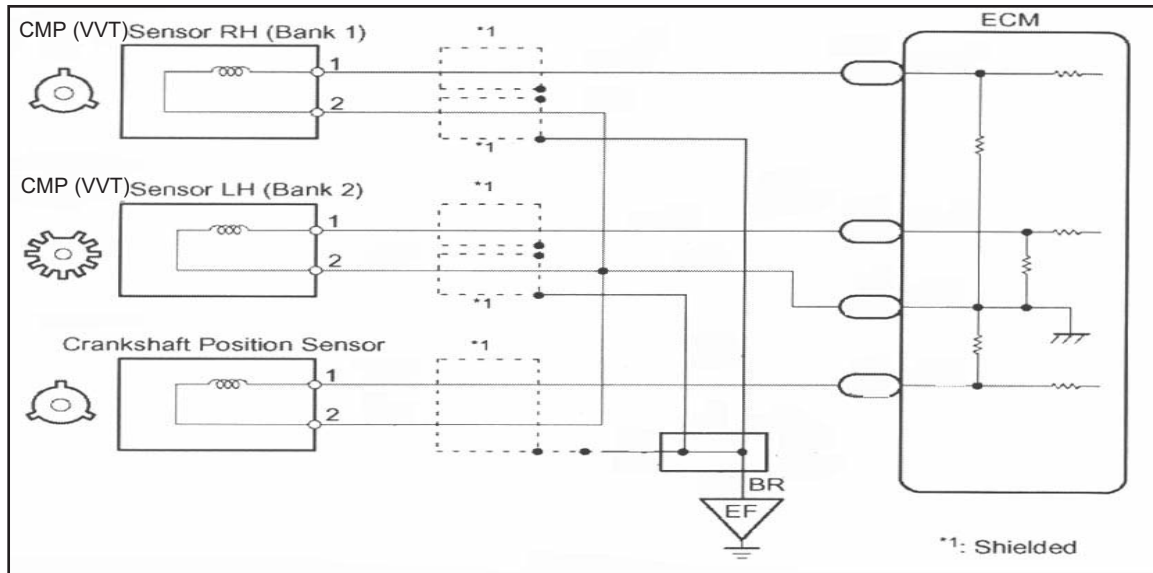 ECM
CMP (VVT) Sensor RH (Bank 1)
*1
1
2
*1
CMP (VVT) Sensor LH (Bank 2)
*1
1
2
*1
Crankshaft Position Sensor
*1
1
2
BR
EF
*1: Shielded